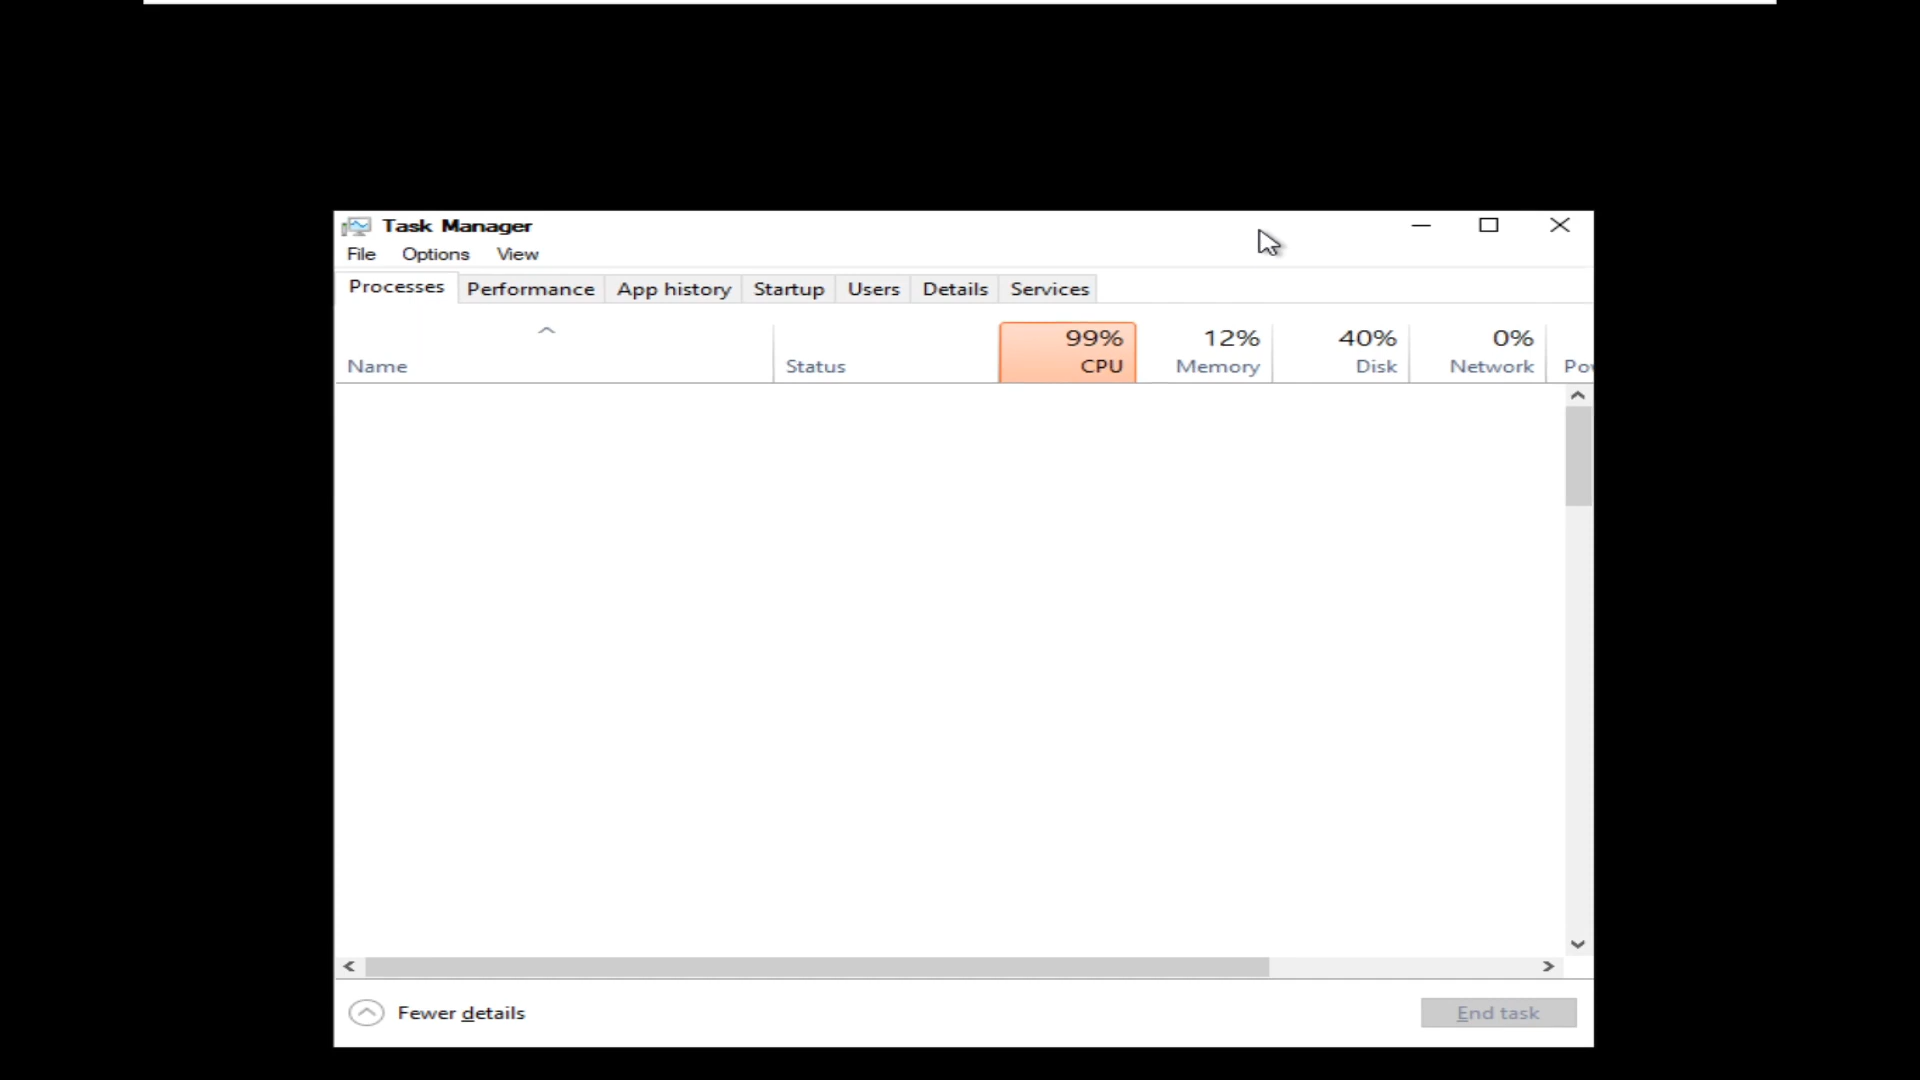 Task Manager
File Options View
Processes Performance App history Startup Users Details Services
99% 12% 40% 0%
Name Status CPU Memory Disk Network Po
Fewer details End task